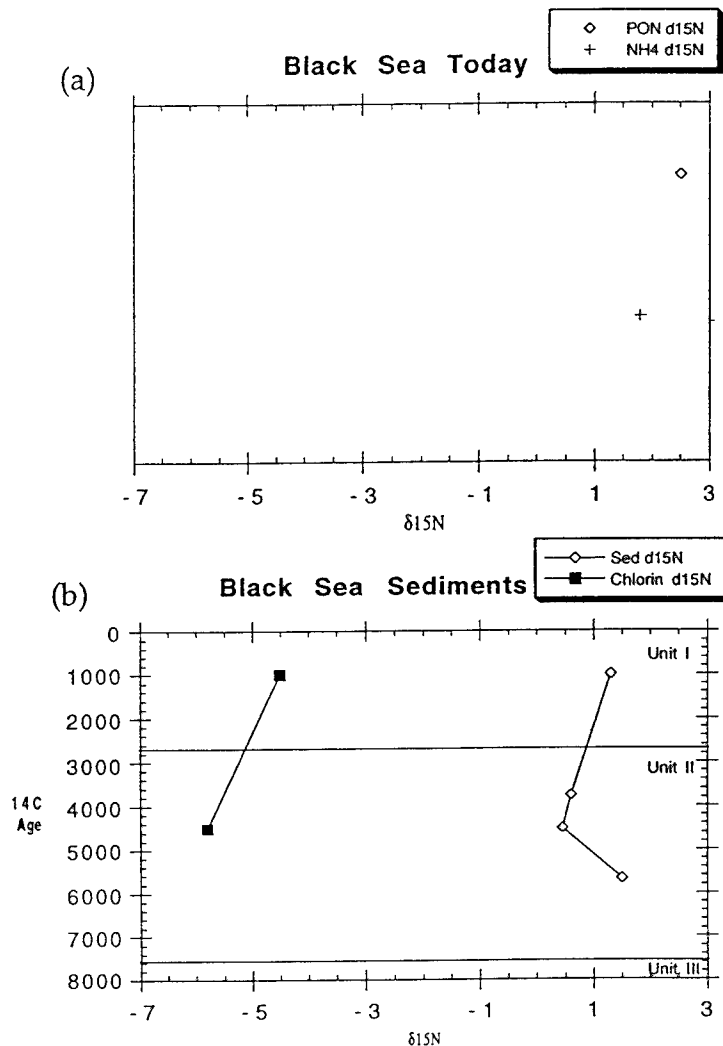 PON d15N
NH4 d15N
Black Sea Today
(a)
-7 -5 -3 -1 1 3
δ15N
Sed d15N
Chlorin d15N
Black Sea Sediments
(b)
0
1000
2000
3000
4000
5000
6000
7000
8000
14C
Age
Unit I
Unit II
Unit III
-7 -5 -3 -1 1 3
δ15N